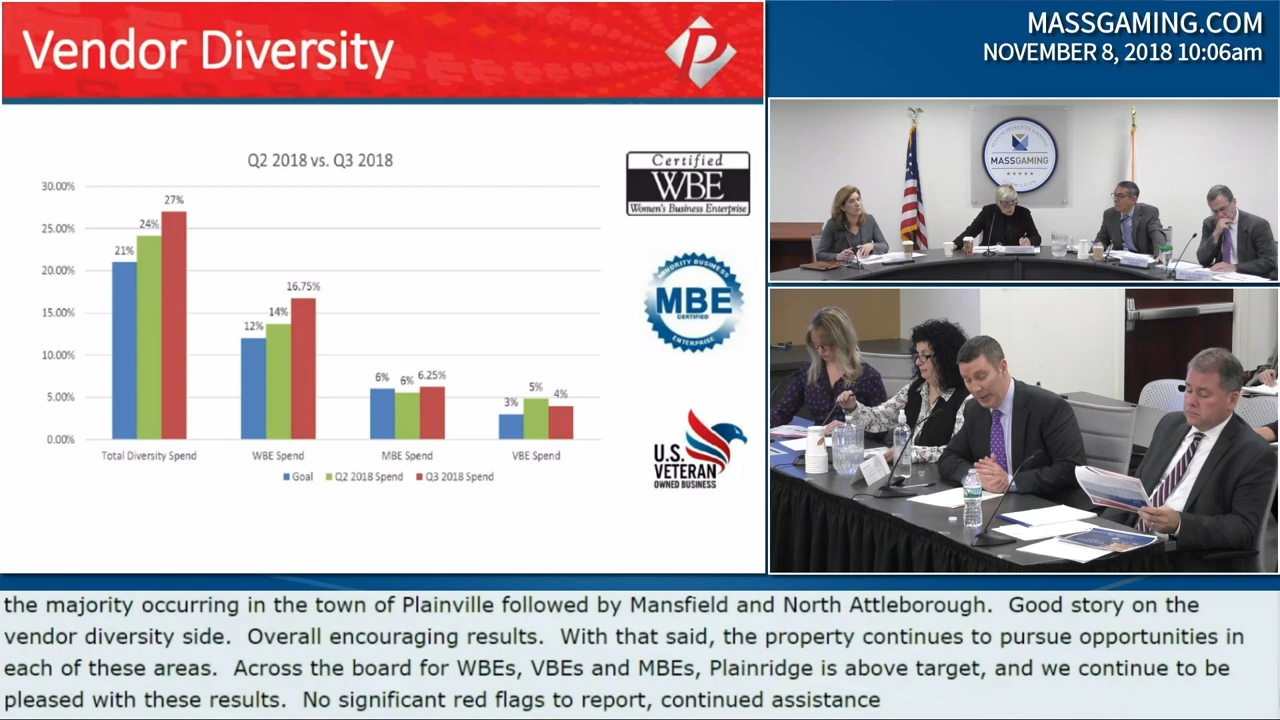 Vendor Diversity
MASSGAMING.COM
NOVEMBER 8, 2018 10:06am
Q2 2018 vs. Q3 2018
30.00%
25.00%
20.00%
15.00%
10.00%
5.00%
0.00%
21%
24%
27%
12%
14%
16.75%
6%
6%
6.25%
3%
5%
4%
Total Diversity Spend
WBE Spend
MBE Spend
VBE Spend
Goal
Q2 2018 Spend
Q3 2018 Spend
Certified
WBE
Women's Business Enterprise
MINORITY BUSINESS
MBE
CERTIFIED
ENTERPRISE
U.S.
VETERAN
OWNED BUSINESS
MASSGAMING
the majority occurring in the town of Plainville followed by Mansfield and North Attleborough.  Good story on the
vendor diversity side.  Overall encouraging results.  With that said, the property continues to pursue opportunities in
each of these areas.  Across the board for WBEs, VBEs and MBEs, Plainridge is above target, and we continue to be
pleased with these results.  No significant red flags to report, continued assistance